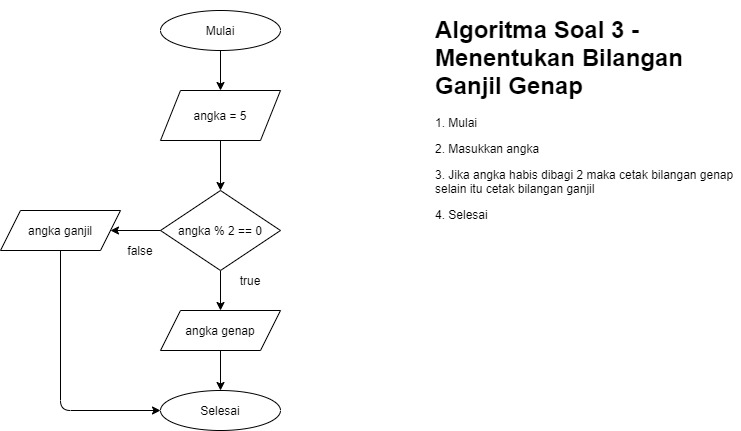 Mulai
angka = 5
angka % 2 == 0
false
angka ganjil
true
angka genap
Selesai
Algoritma Soal 3 -
Menentukan Bilangan
Ganjil Genap
1. Mulai
2. Masukkan angka
3. Jika angka habis dibagi 2 maka cetak bilangan genap
selain itu cetak bilangan ganjil
4. Selesai